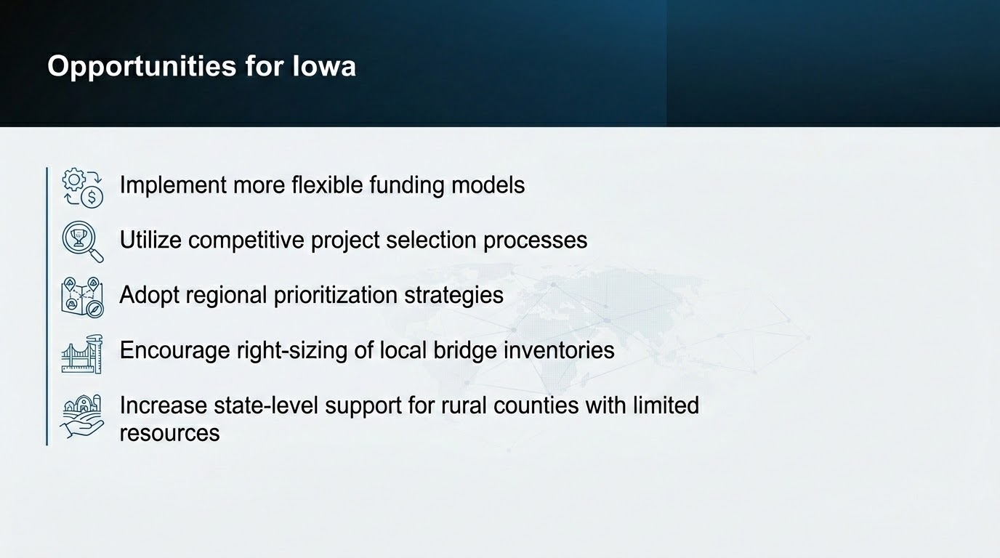 Opportunities for Iowa
Implement more flexible funding models
Utilize competitive project selection processes
Adopt regional prioritization strategies
Encourage right-sizing of local bridge inventories
Increase state-level support for rural counties with limited
resources